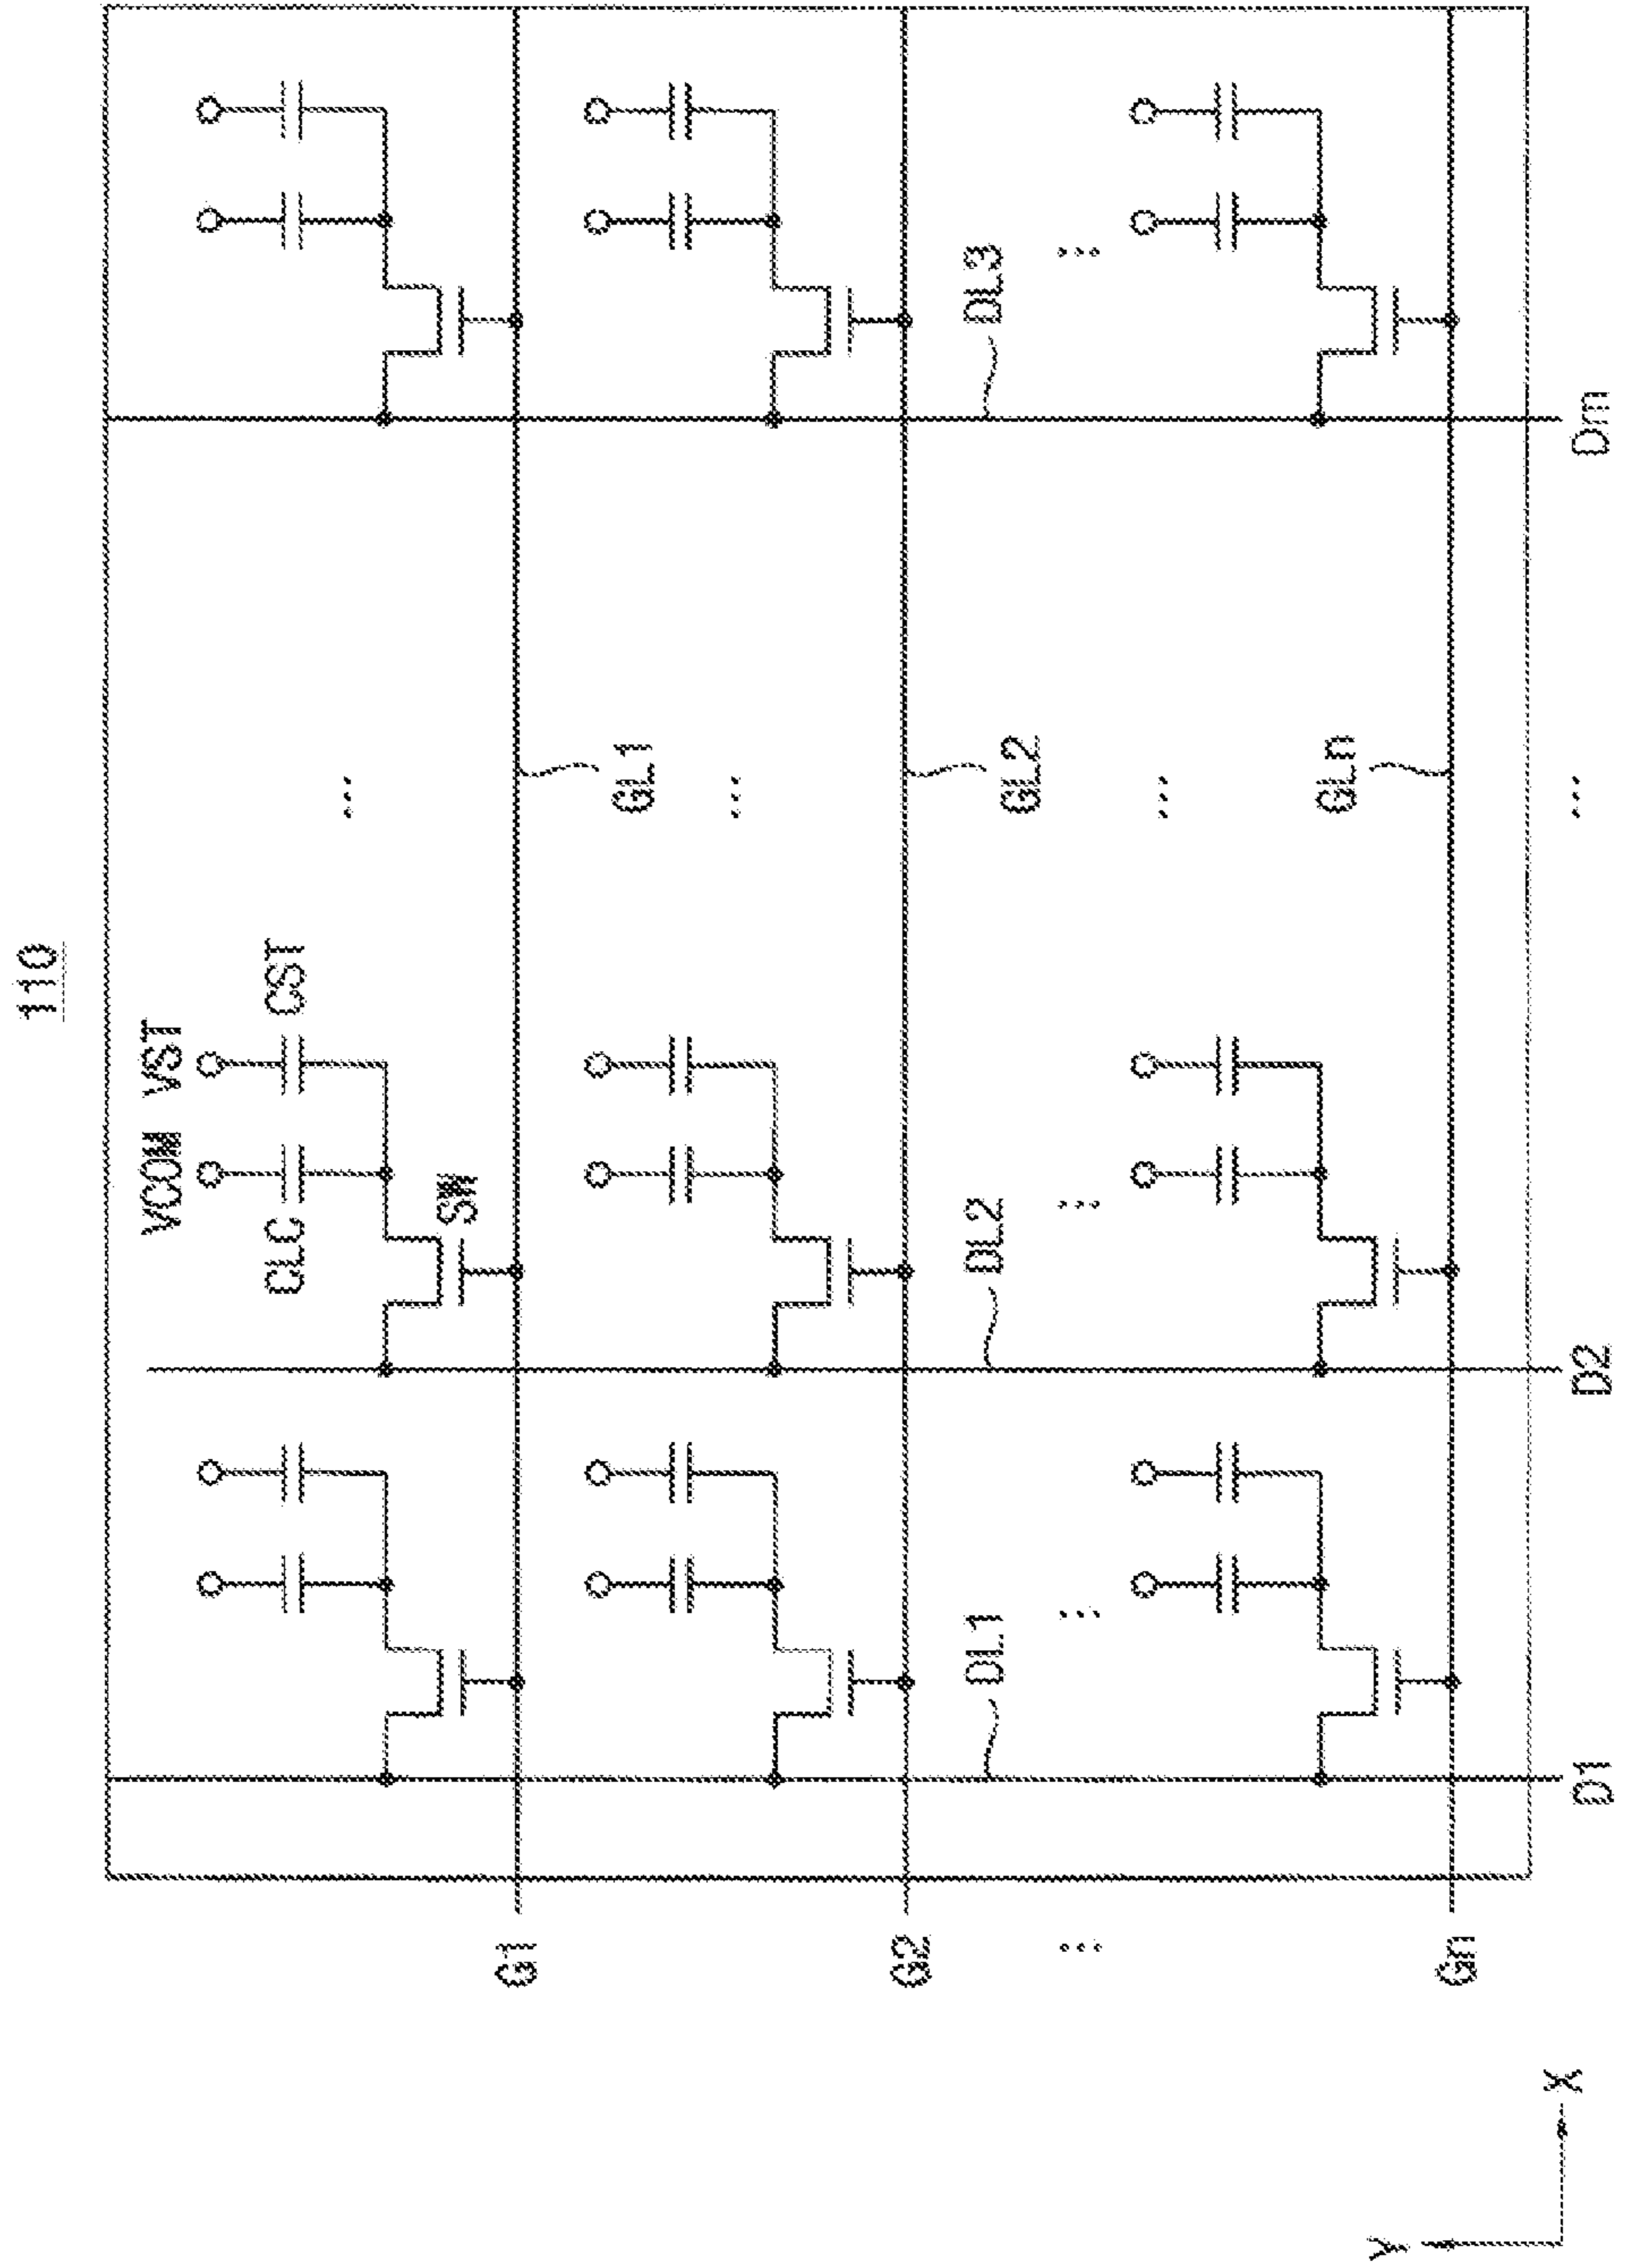 110
VCOM VST
CLC
CST
SW
G1
GL1
G2
GL2
DL1
DL2
DL3
Gn
GLn
D1
D2
...
Dm
Y
X